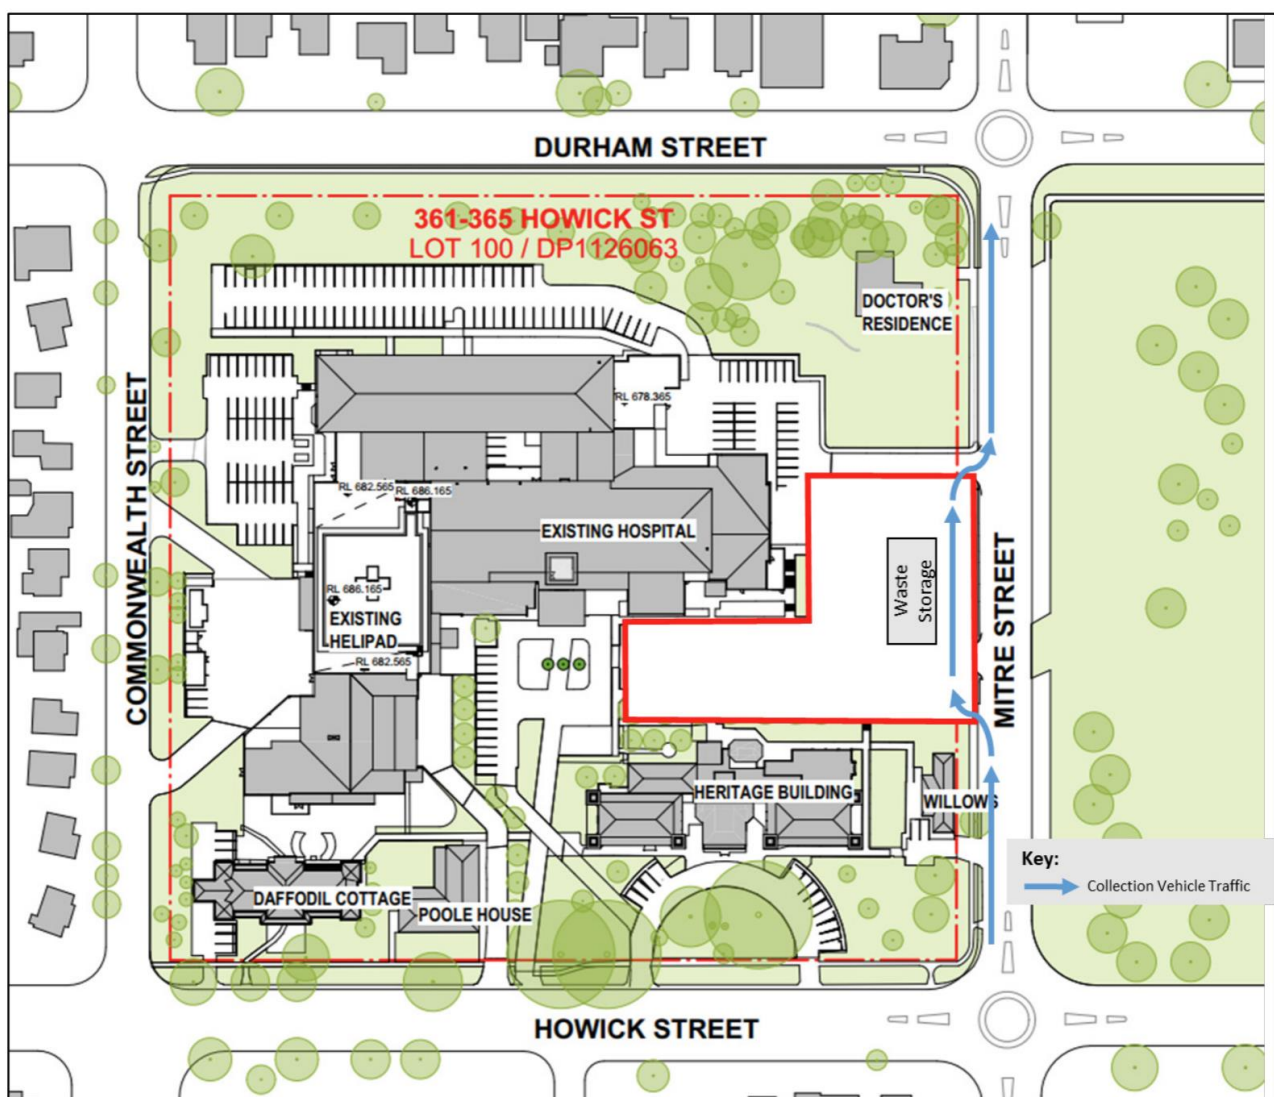 DURHAM STREET
361-365 HOWICK ST
LOT 100 / DP1126063
DOCTOR'S
RESIDENCE
COMMONWEALTH STREET
RL 678.365
RL 682.565
RL 686.165
EXISTING HOSPITAL
RL 686.165
EXISTING
HELIPAD
RL 682.565
Waste
Storage
MITRE STREET
HERITAGE BUILDING
WILLOWS
Key:
Collection Vehicle Traffic
DAFFODIL COTTAGE
POOLE HOUSE
HOWICK STREET